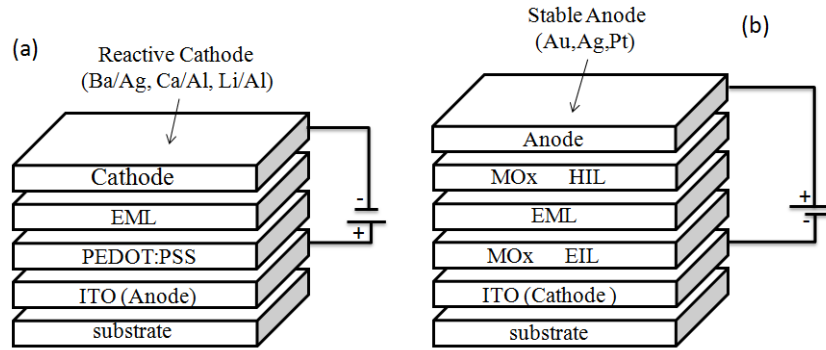 (a)
Reactive Cathode
(Ba/Ag, Ca/Al, Li/Al)
Cathode
EML
PEDOT:PSS
ITO (Anode)
substrate
-
+
(b)
Stable Anode
(Au,Ag,Pt)
Anode
MOx HIL
EML
MOx EIL
ITO (Cathode )
substrate
+
-